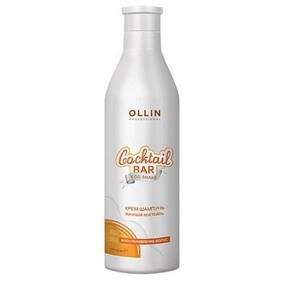 OLLIN
PROFESSIONAL
Cocktail
BAR
EGG SHAKE
КРЕМ-ШАМПУНЬ
ЯИЧНЫЙ КОКТЕЙЛЬ
ВОССТАНОВЛЕНИЕ ВОЛОС